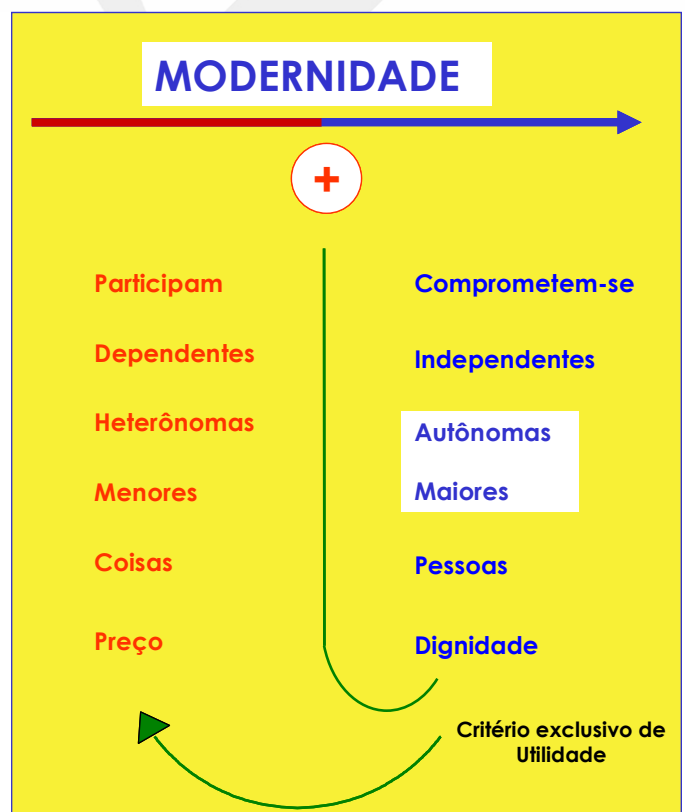 MODERNIDADE
+
Participam
Comprometem-se
Dependentes
Independentes
Heterônomas
Autônomas
Menores
Maiores
Coisas
Pessoas
Preço
Dignidade
Critério exclusivo de
Utilidade